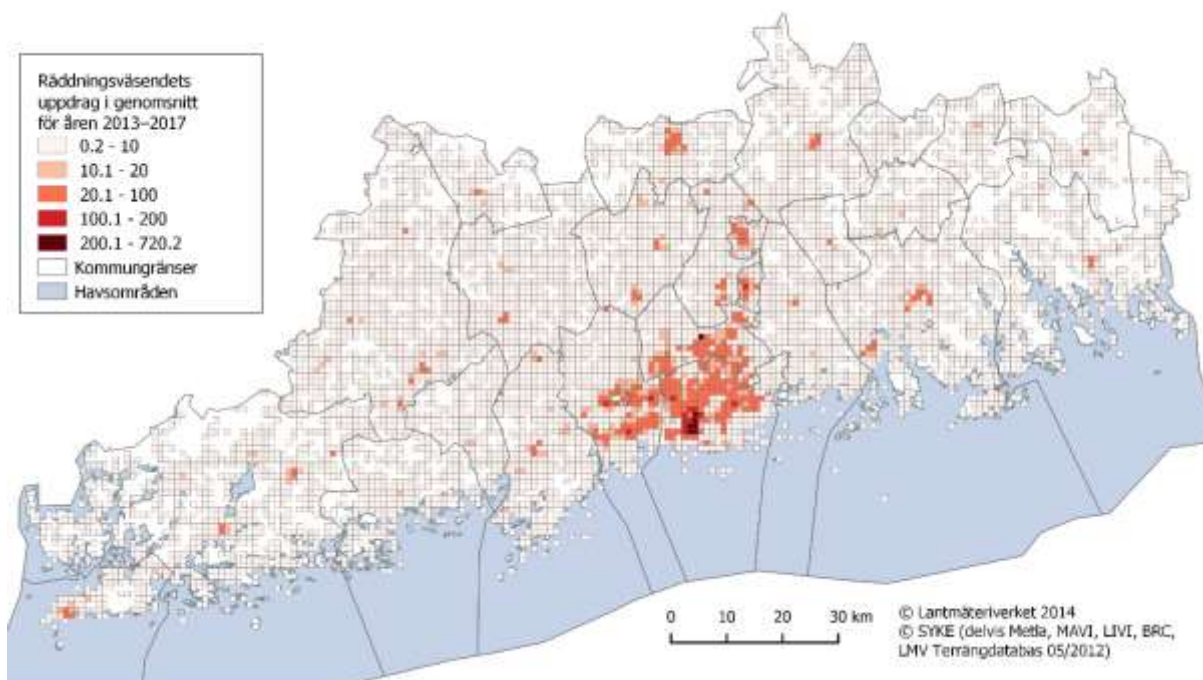 Räddningsväsendets
uppdrag i genomsnitt
för åren 2013–2017
0.2 - 10
10.1 - 20
20.1 - 100
100.1 - 200
200.1 - 720.2
Kommungränser
Havsområden
0 10 20 30 km
© Lantmäteriverket 2014
© SYKE (delvis Metla, MAVI, LIVI, BRC,
LMV Terrängdatabas 05/2012)